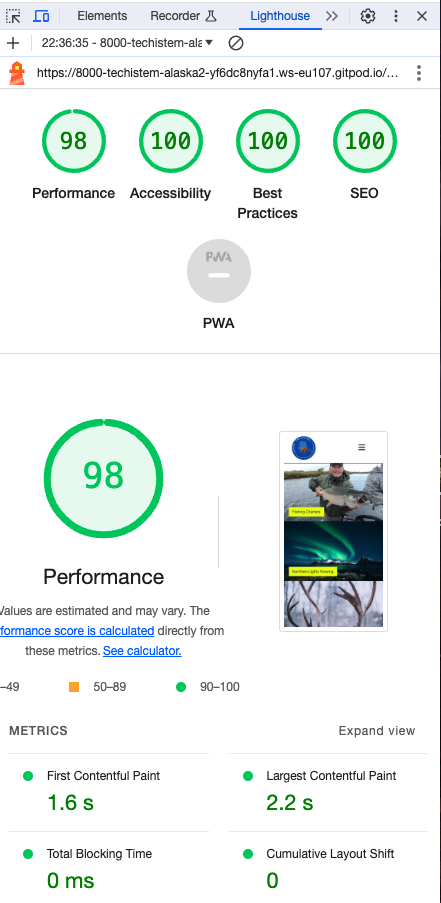 Elements Recorder Lighthouse
22:36:35 - 8000-techistem-ala
https://8000-techistem-alaska2-yf6dc8nyfa1.ws-eu107.gitpod.io/...
98 100 100 100
Performance Accessibility Best Practices SEO
PWA
PWA
98
Performance
Values are estimated and may vary. The
formance score is calculated directly from
these metrics. See calculator.
–49 50–89 90–100
Fishing Charters
Northern Lights Viewing
METRICS Expand view
First Contentful Paint Largest Contentful Paint
1.6 s 2.2 s
Total Blocking Time Cumulative Layout Shift
0 ms 0